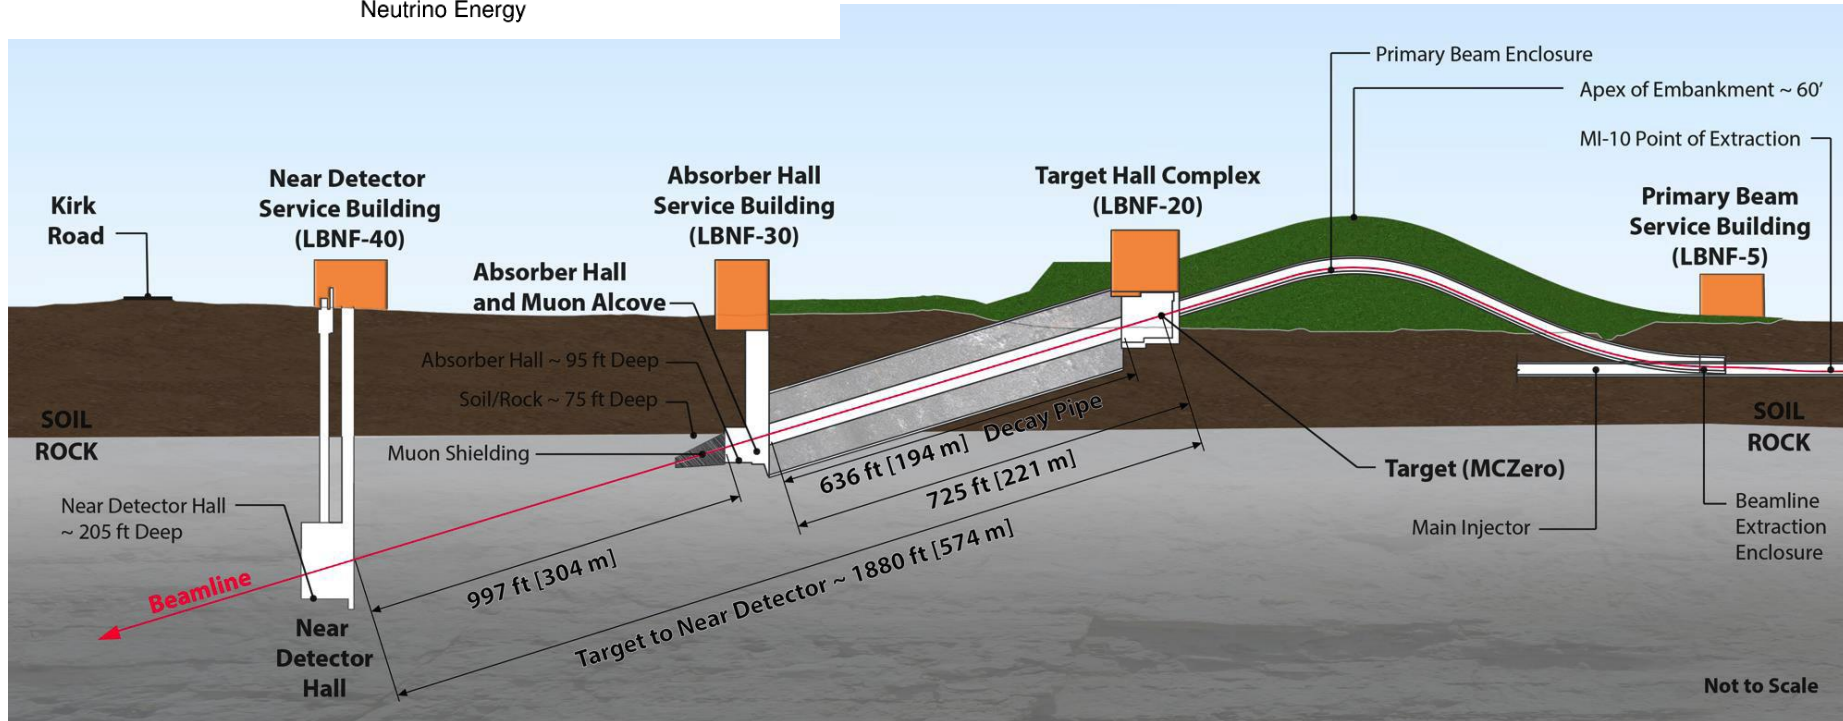 Neutrino Energy
Primary Beam Enclosure
Apex of Embankment ~ 60’
MI-10 Point of Extraction
Near Detector
Service Building
(LBNF-40)
Absorber Hall
Service Building
(LBNF-30)
Target Hall Complex
(LBNF-20)
Primary Beam
Service Building
(LBNF-5)
Kirk
Road
Absorber Hall
and Muon Alcove
Absorber Hall ~ 95 ft Deep
Soil/Rock ~ 75 ft Deep
Muon Shielding
SOIL
ROCK
SOIL
ROCK
Near Detector Hall
~ 205 ft Deep
636 ft [194 m] Decay Pipe
725 ft [221 m]
997 ft [304 m]
Target to Near Detector ~ 1880 ft [574 m]
Target (MCZero)
Main Injector
Beamline
Extraction
Enclosure
Beamline
Near
Detector
Hall
Not to Scale